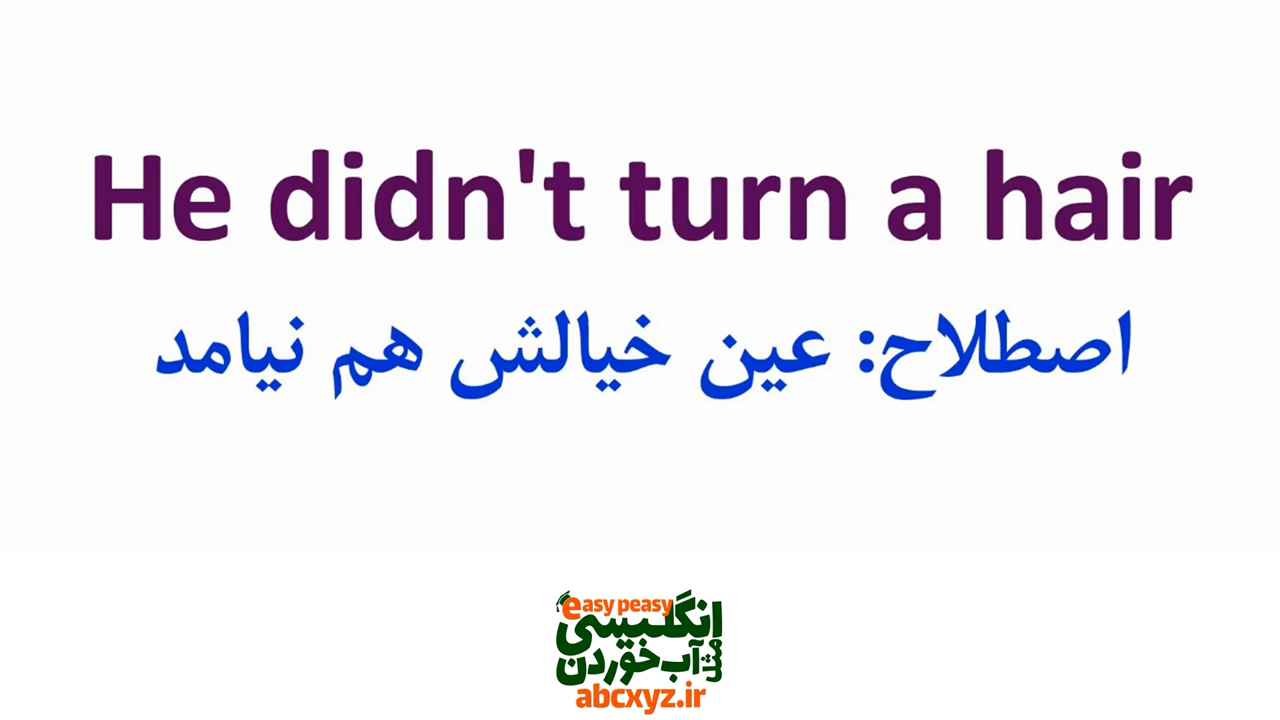 He didn't turn a hair
اصطلاح: عین خیالش هم نیامد
easy peasy
انگلیسی
مثل آب خوردن
abcxyz.ir